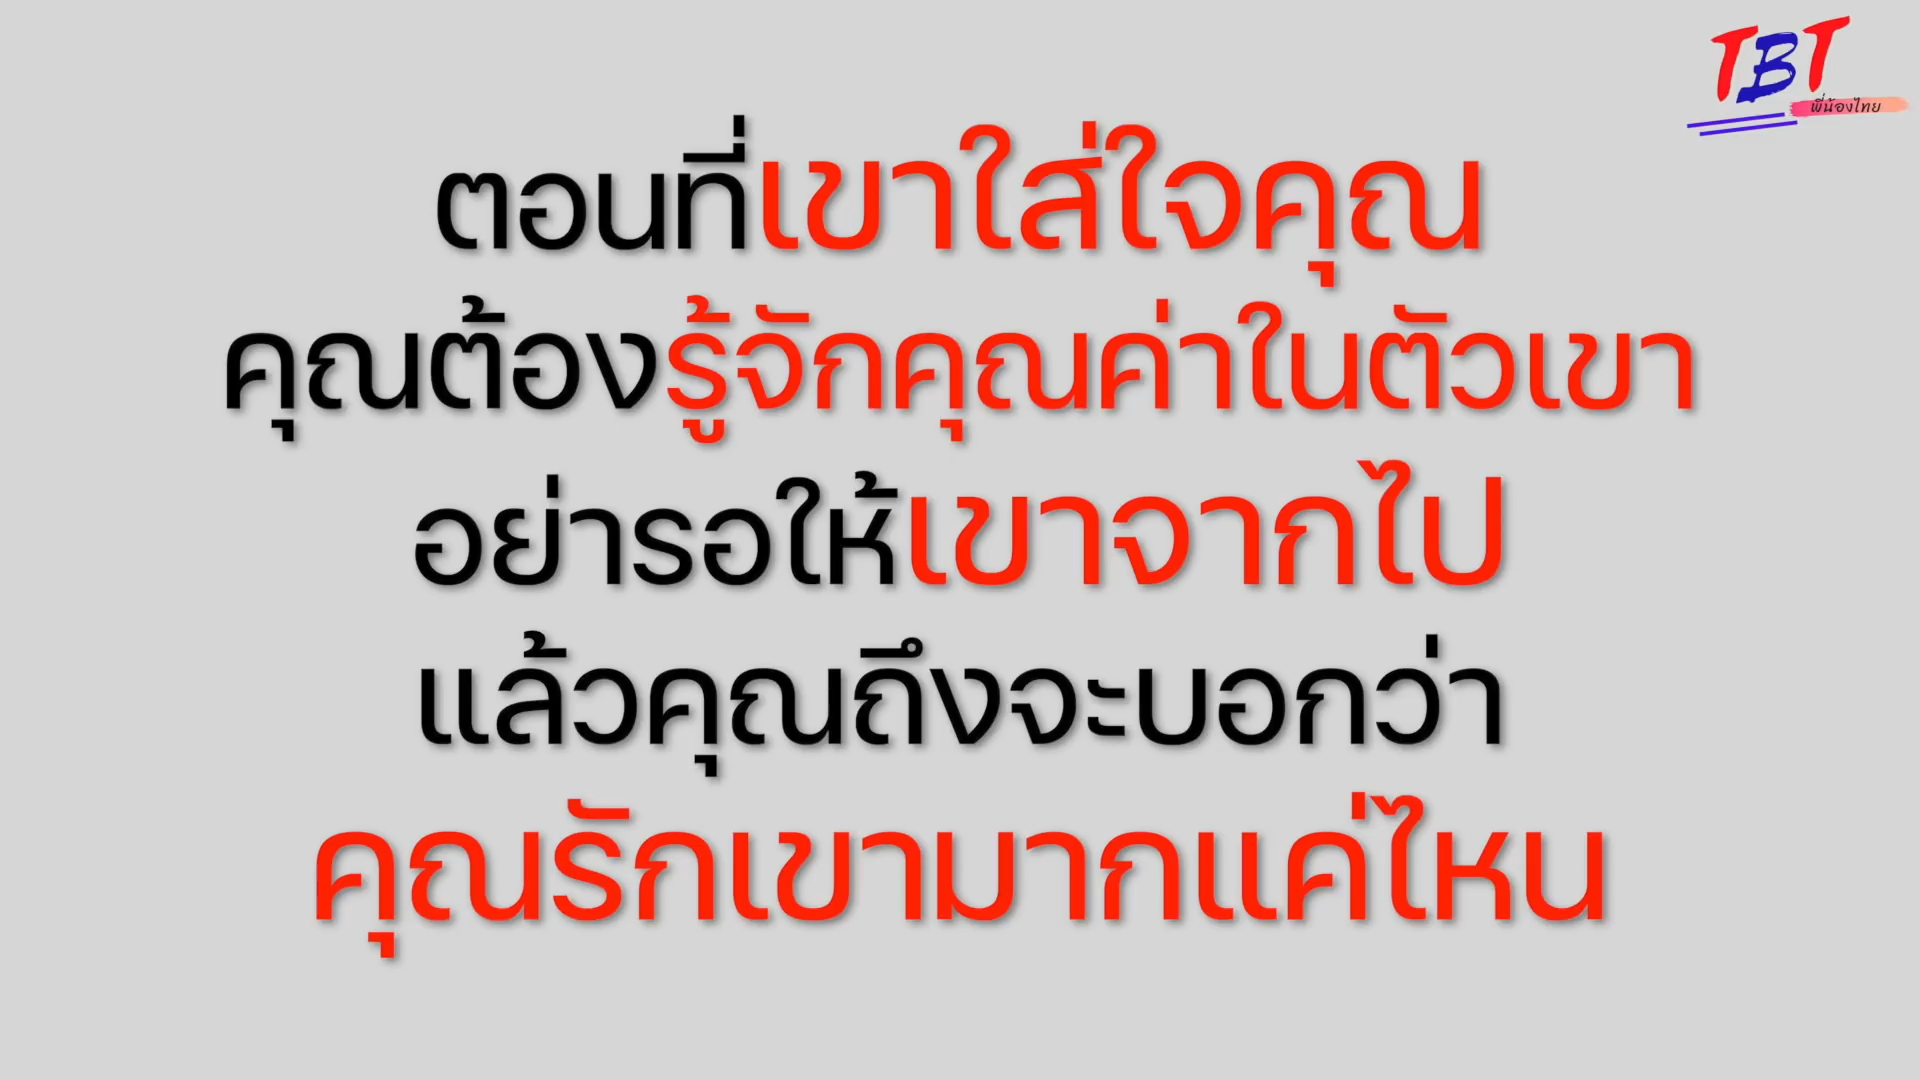 TBT
พี่น้องไทย
ตอนที่เขาใส่ใจคุณ
คุณต้องรู้จักคุณค่าในตัวเขา
อย่ารอให้เขาจากไป
แล้วคุณถึงจะบอกว่า
คุณรักเขามากแค่ไหน